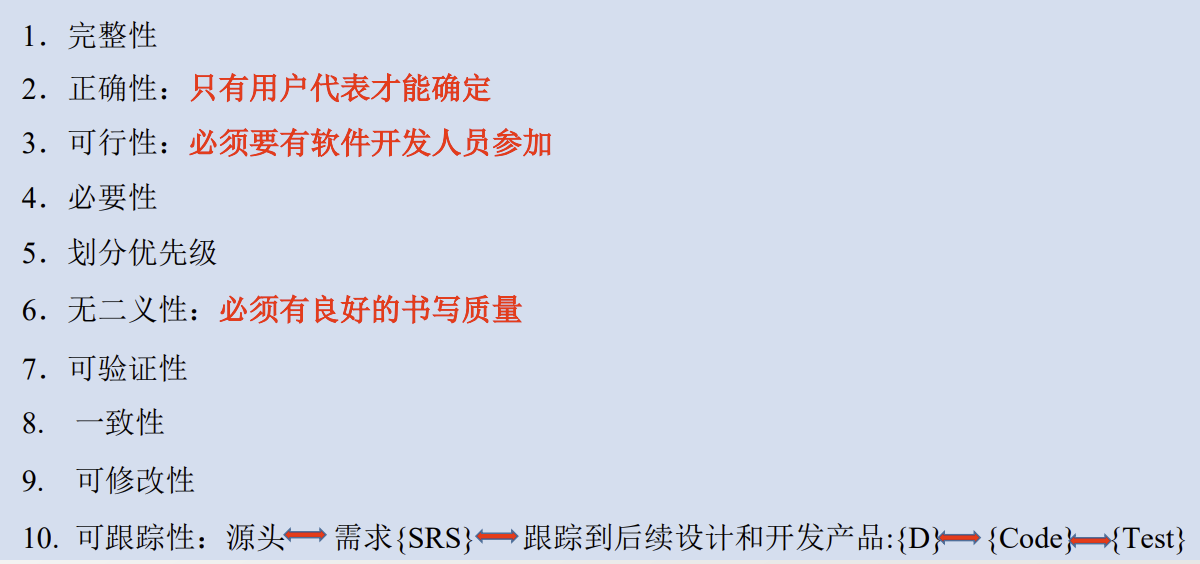 1. 完整性
2. 正确性：只有用户代表才能确定
3. 可行性：必须要有软件开发人员参加
4. 必要性
5. 划分优先级
6. 无二义性：必须有良好的书写质量
7. 可验证性
8. 一致性
9. 可修改性
10. 可跟踪性：源头 需求{SRS} 跟踪到后续设计和开发产品:{D} {Code} {Test}